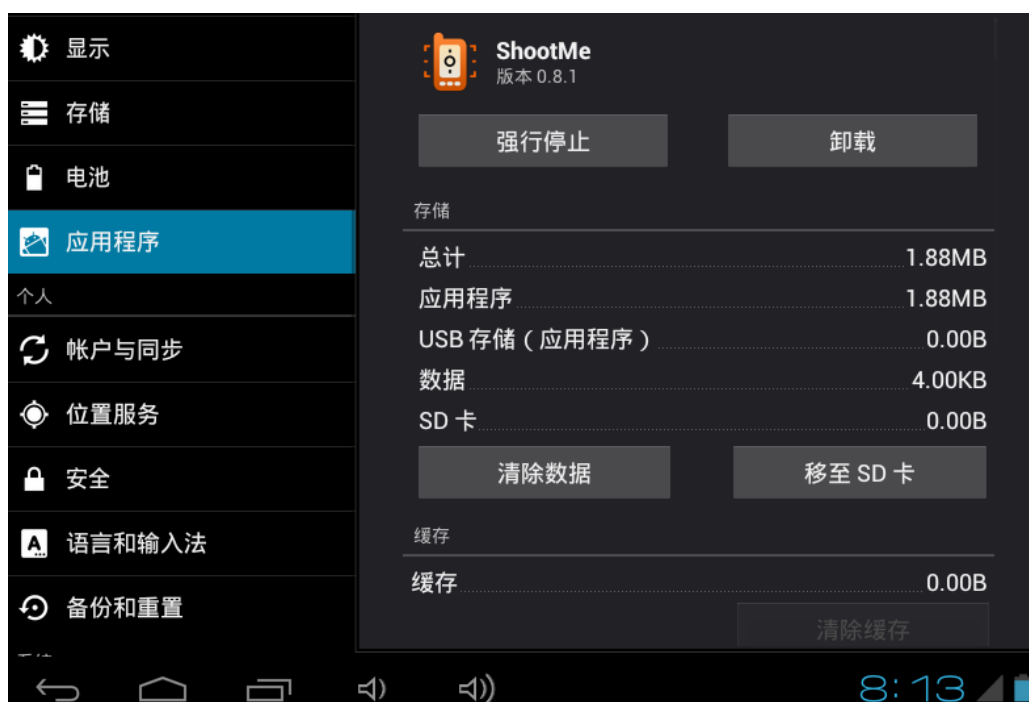 显示
存储
电池
应用程序
个人
帐户与同步
位置服务
安全
语言和输入法
备份和重置
ShootMe
版本 0.8.1
强行停止 卸载
存储
总计 1.88MB
应用程序 1.88MB
USB 存储（应用程序） 0.00B
数据 4.00KB
SD 卡 0.00B
清除数据 移至 SD 卡
缓存
缓存 0.00B
清除缓存
8:13